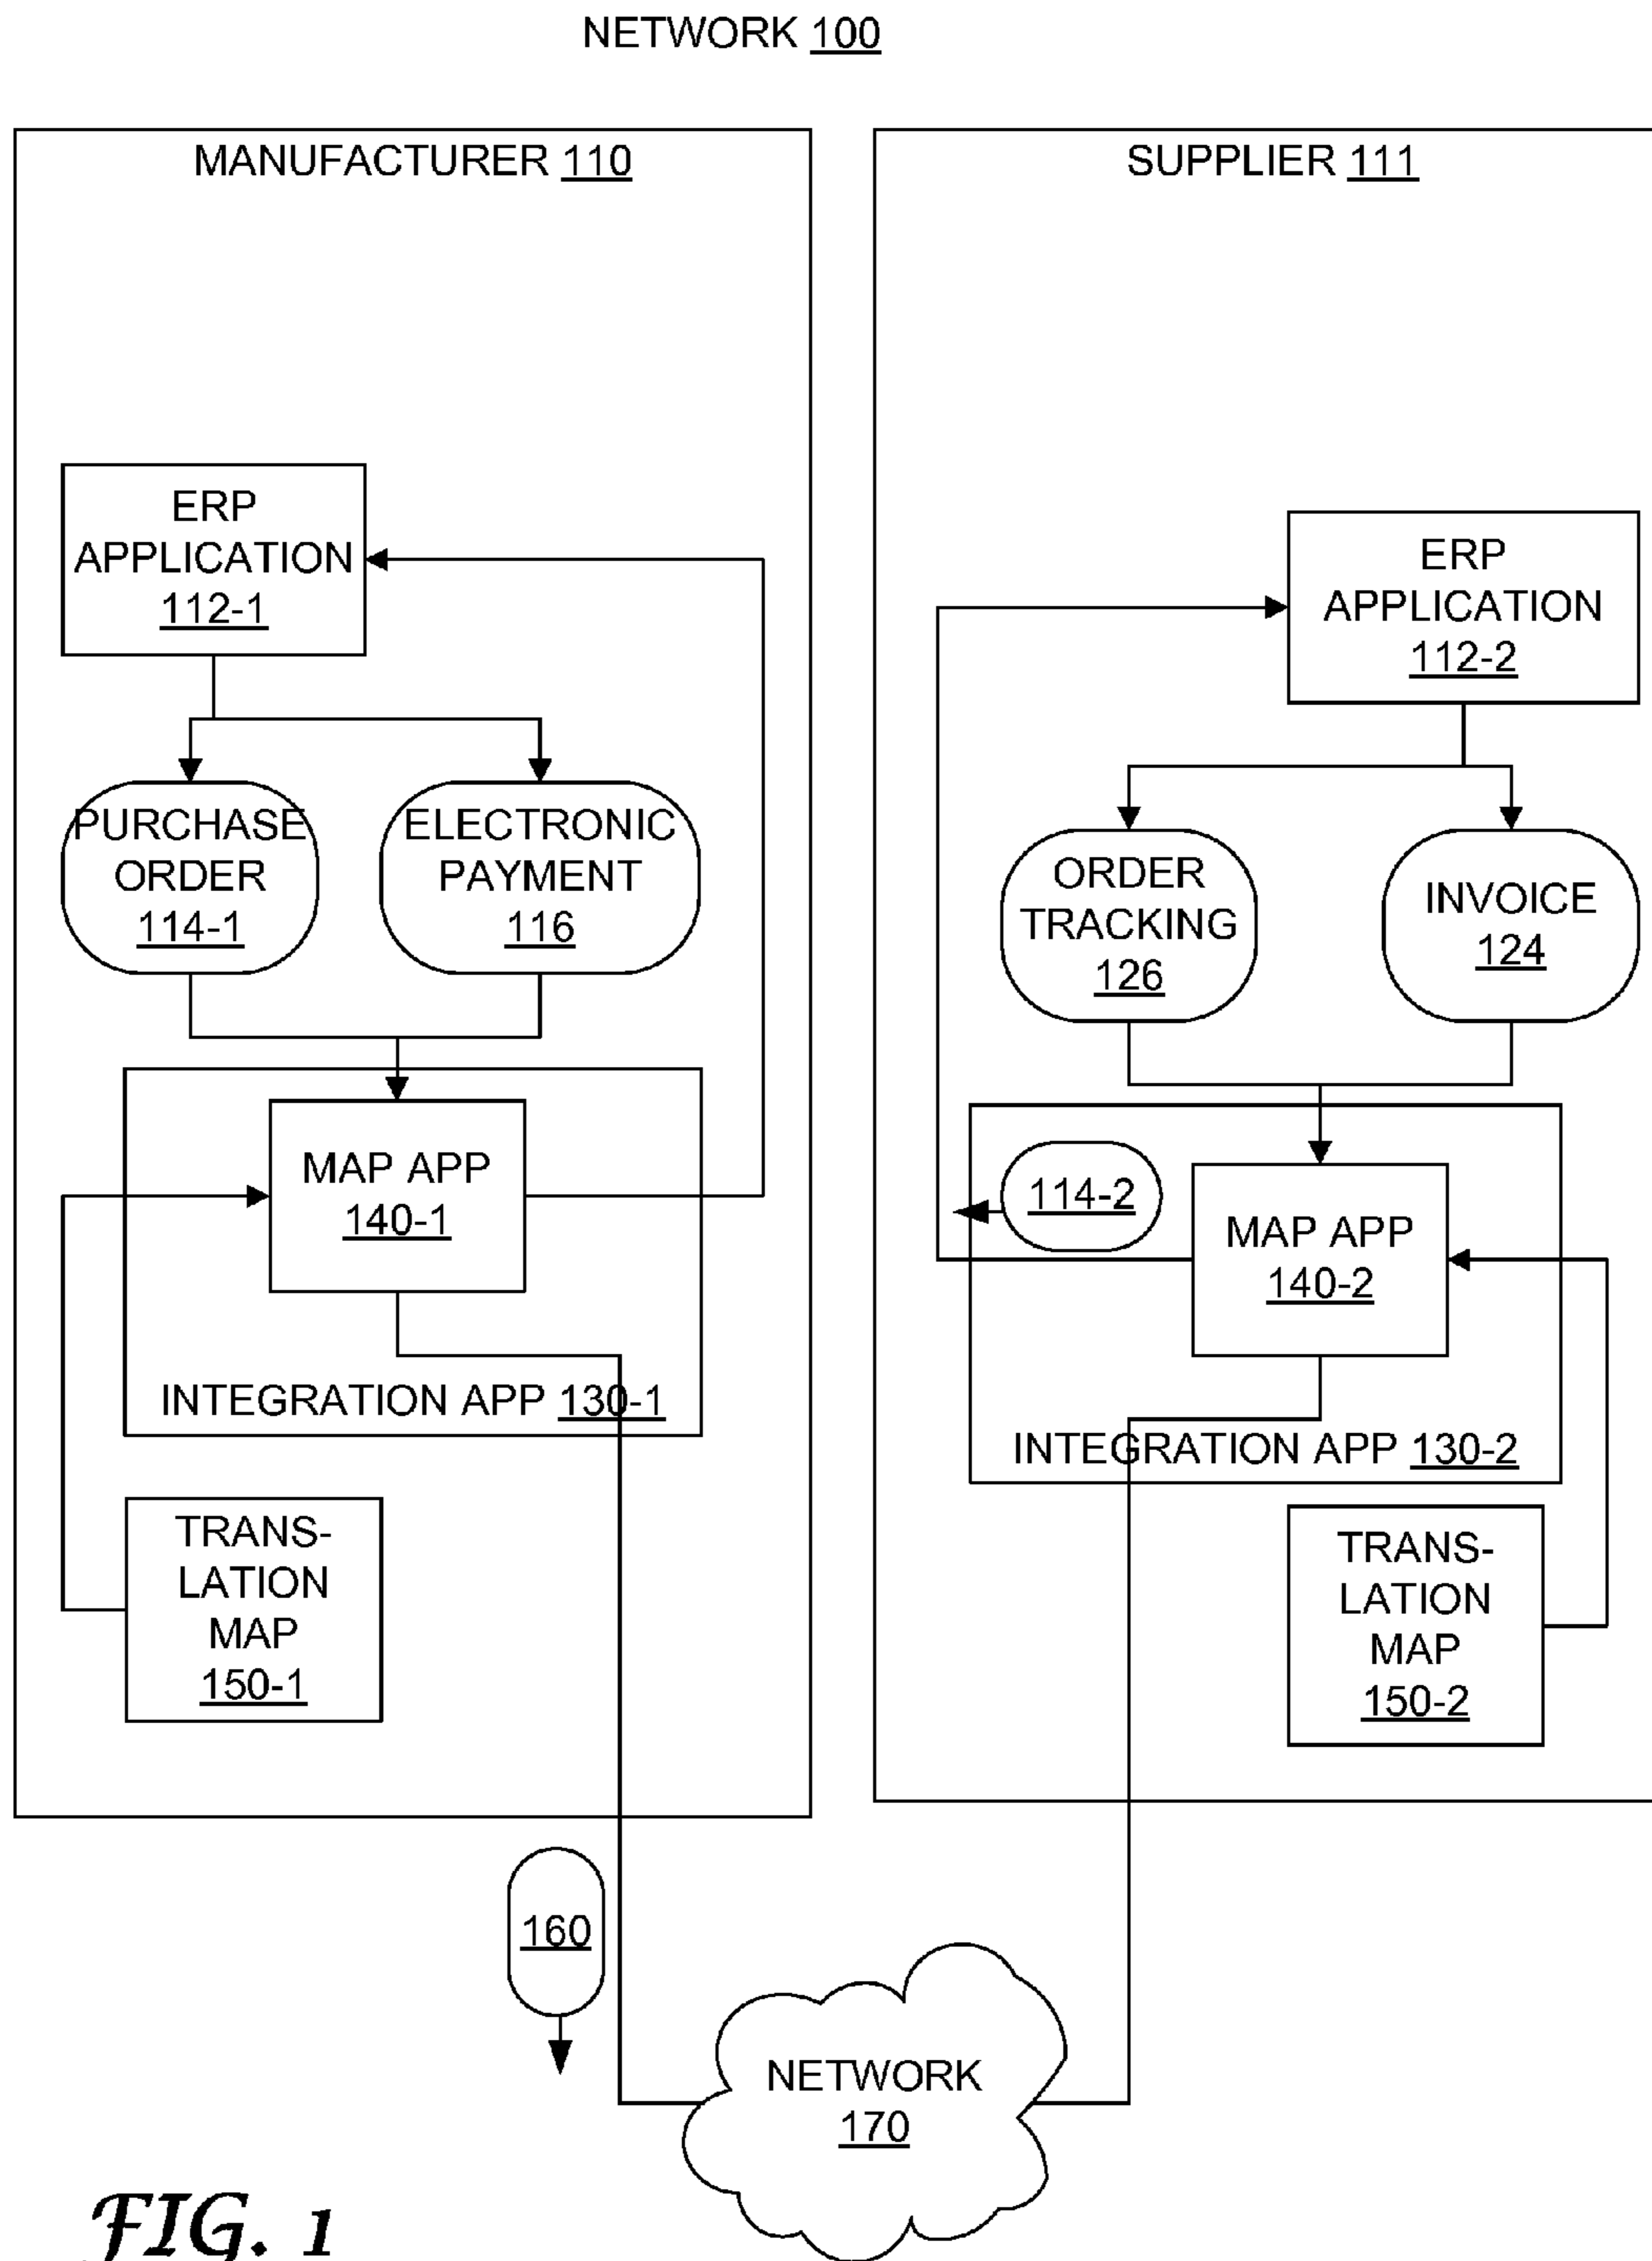 NETWORK 100
MANUFACTURER 110
ERP
APPLICATION
112-1
PURCHASE
ORDER
114-1
ELECTRONIC
PAYMENT
116
MAP APP
140-1
INTEGRATION APP 130-1
TRANS-
LATION
MAP
150-1
SUPPLIER 111
ERP
APPLICATION
112-2
ORDER
TRACKING
126
INVOICE
124
114-2
MAP APP
140-2
INTEGRATION APP 130-2
TRANS-
LATION
MAP
150-2
160
NETWORK
170
FIG. 1